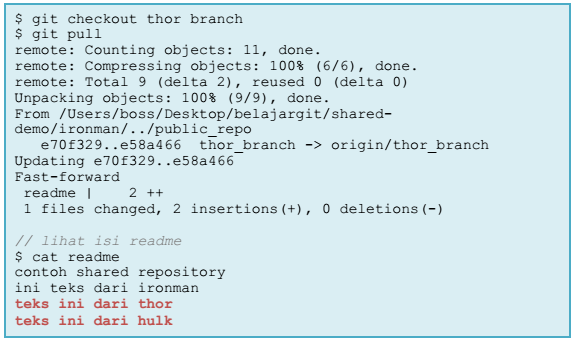 $ git checkout thor branch
$ git pull
remote: Counting objects: 11, done.
remote: Compressing objects: 100% (6/6), done.
remote: Total 9 (delta 2), reused 0 (delta 0)
Unpacking objects: 100% (9/9), done.
From /Users/boss/Desktop/belajargit/shared-
demo/ironman/../public_repo
   e70f329..e58a466  thor_branch -> origin/thor_branch
Updating e70f329..e58a466
Fast-forward
 readme |    2 ++
 1 files changed, 2 insertions(+), 0 deletions(-)
// lihat isi readme
$ cat readme
contoh shared repository
ini teks dari ironman
teks ini dari thor
teks ini dari hulk